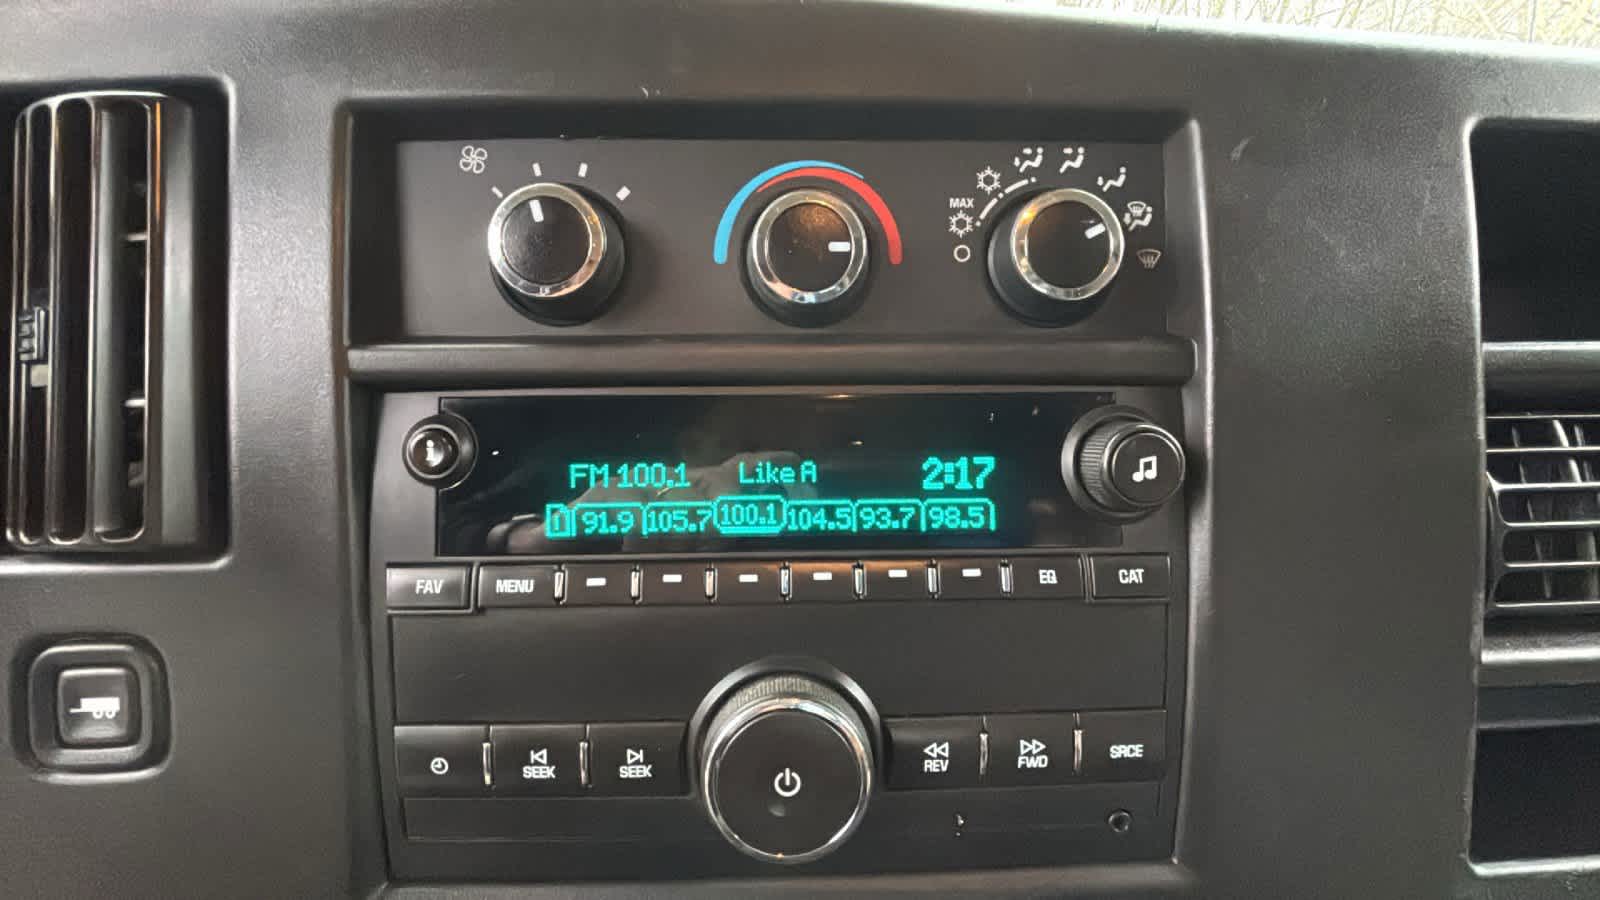 MAX
FM 100.1 Like A 2:17
1 91.9 105.7 100.1 104.5 93.7 98.5
FAV MENU EQ CAT
SEEK SEEK REV FWD SRCE